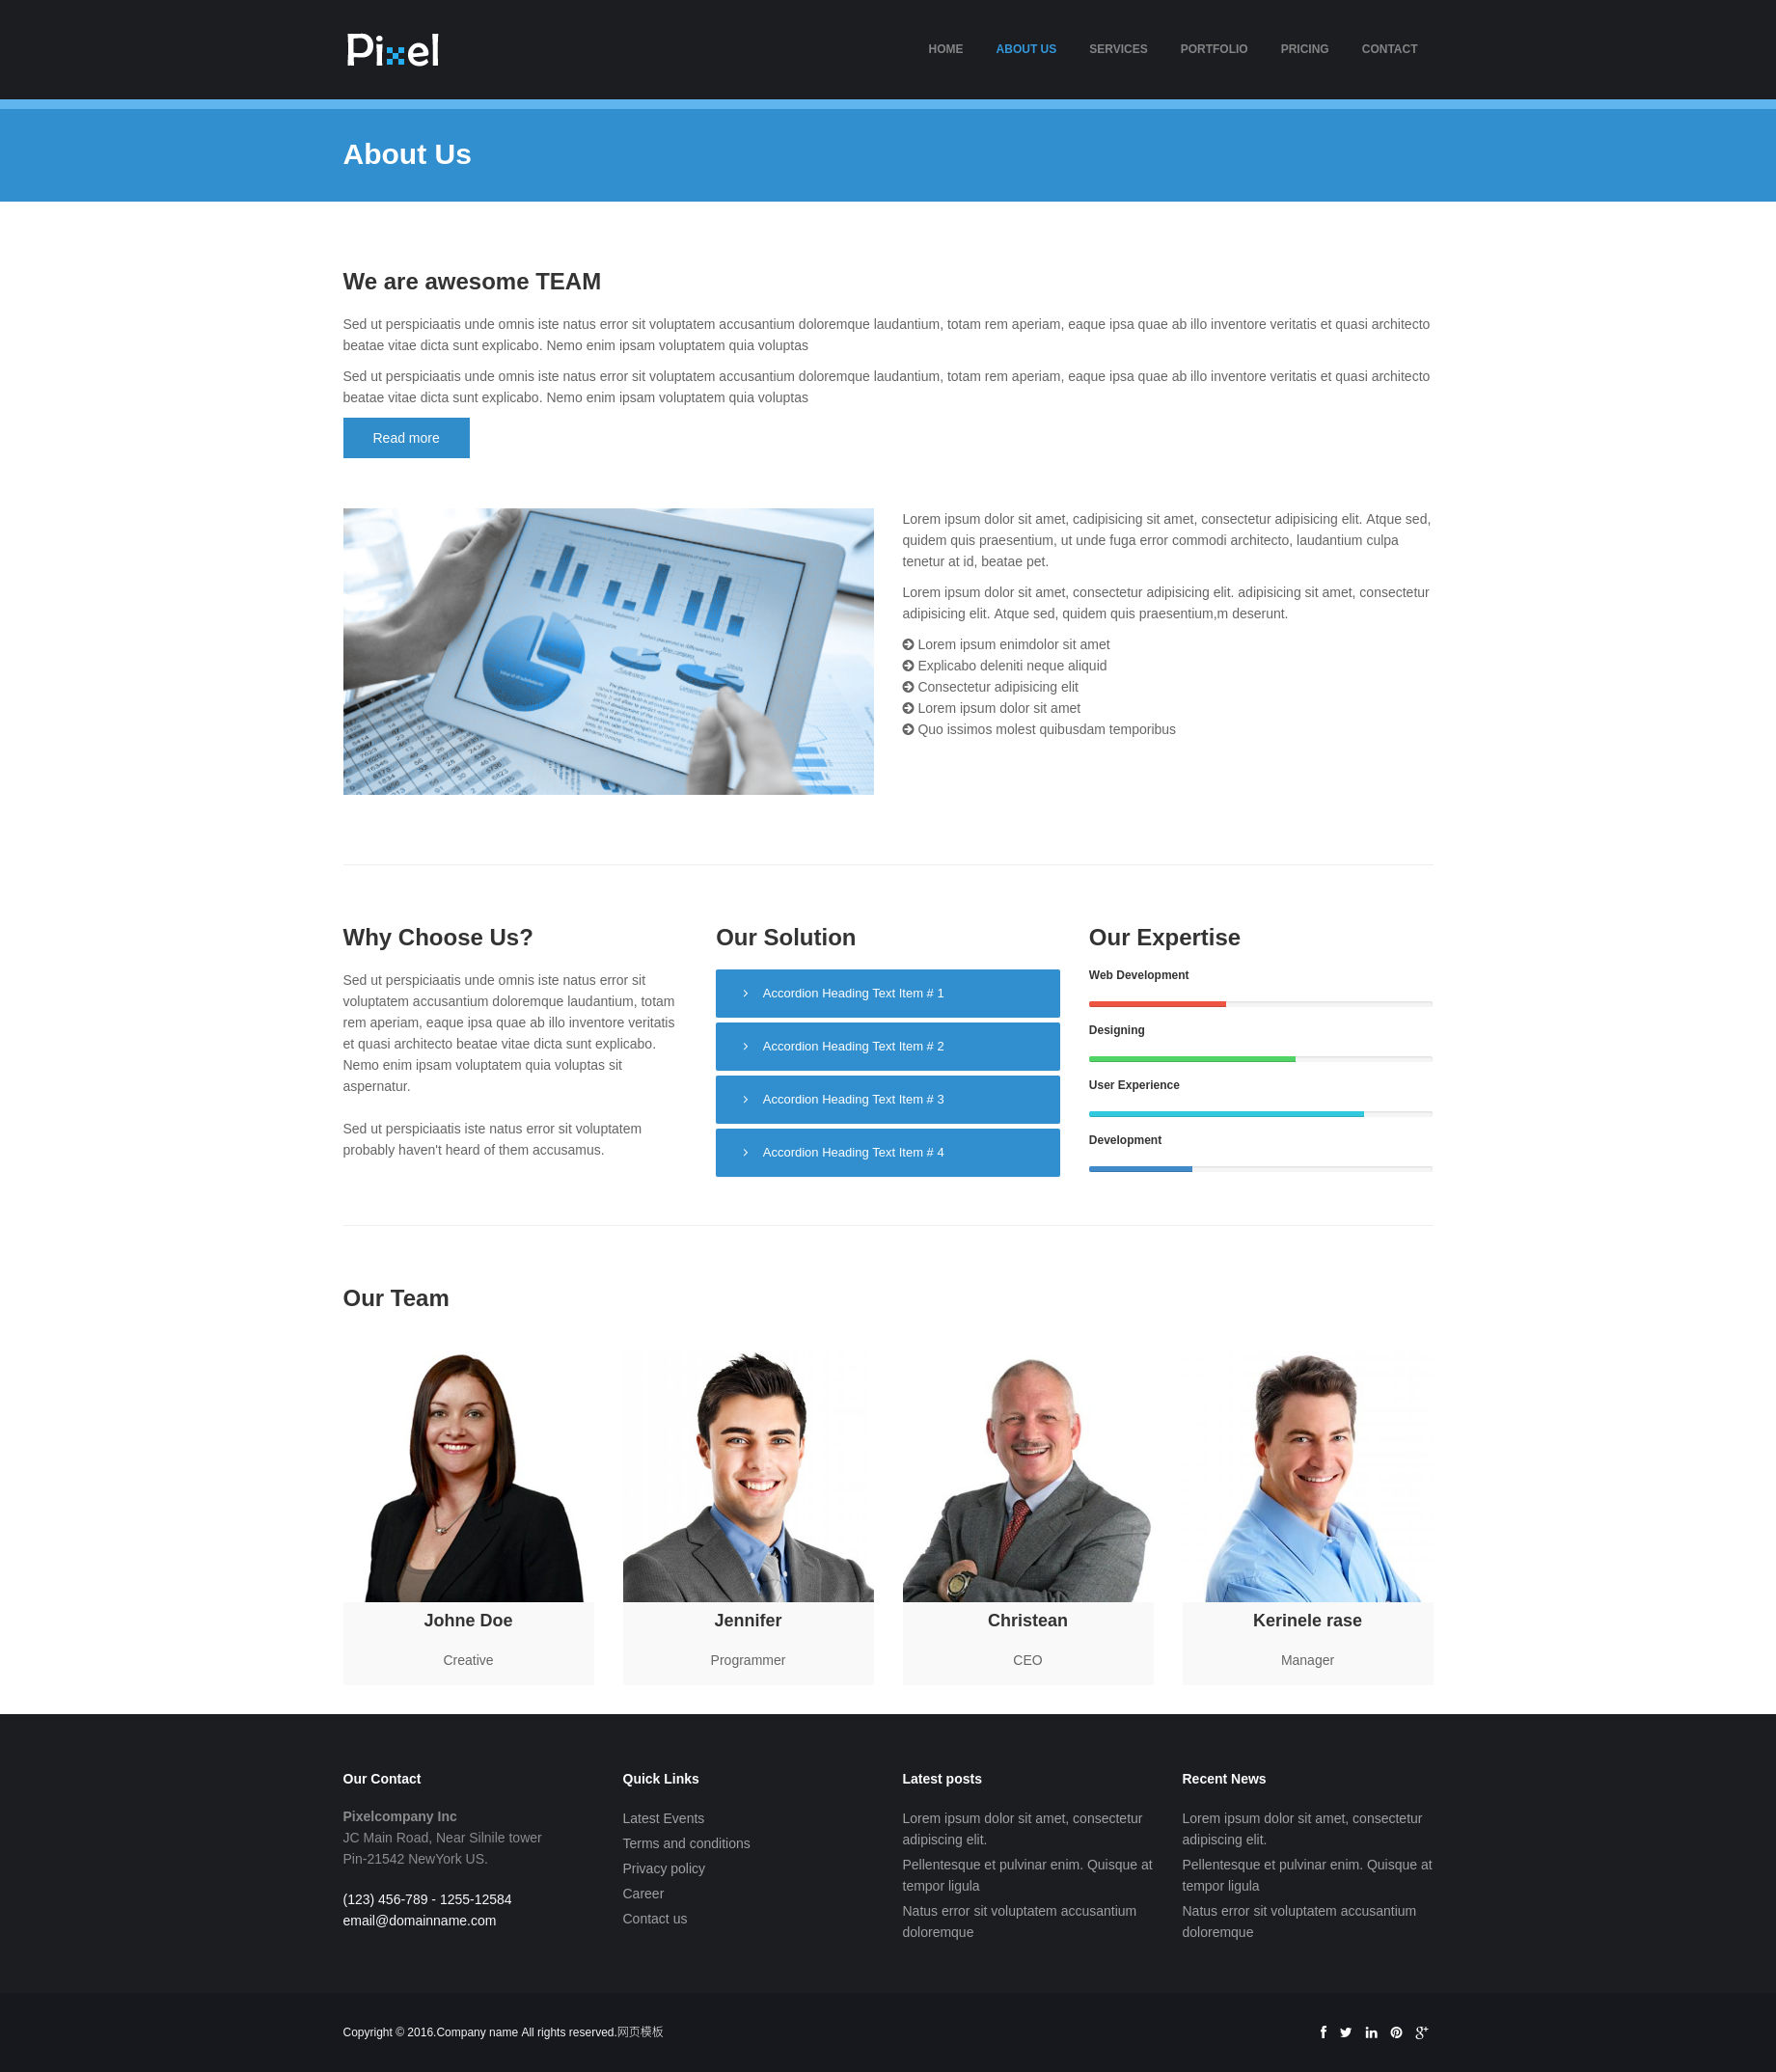 Pixel
HOME
ABOUT US
SERVICES
PORTFOLIO
PRICING
CONTACT
About Us
We are awesome TEAM
Sed ut perspiciaatis unde omnis iste natus error sit voluptatem accusantium doloremque laudantium, totam rem aperiam, eaque ipsa quae ab illo inventore veritatis et quasi architecto
beatae vitae dicta sunt explicabo. Nemo enim ipsam voluptatem quia voluptas
Sed ut perspiciaatis unde omnis iste natus error sit voluptatem accusantium doloremque laudantium, totam rem aperiam, eaque ipsa quae ab illo inventore veritatis et quasi architecto
beatae vitae dicta sunt explicabo. Nemo enim ipsam voluptatem quia voluptas
Read more
Lorem ipsum dolor sit amet, cadipisicing sit amet, consectetur adipisicing elit. Atque sed,
quidem quis praesentium, ut unde fuga error commodi architecto, laudantium culpa
tenetur at id, beatae pet.
Lorem ipsum dolor sit amet, consectetur adipisicing elit. adipisicing sit amet, consectetur
adipisicing elit. Atque sed, quidem quis praesentium,m deserunt.
Lorem ipsum enimdolor sit amet
Explicabo deleniti neque aliquid
Consectetur adipisicing elit
Lorem ipsum dolor sit amet
Quo issimos molest quibusdam temporibus
Why Choose Us?
Sed ut perspiciaatis unde omnis iste natus error sit
voluptatem accusantium doloremque laudantium, totam
rem aperiam, eaque ipsa quae ab illo inventore veritatis
et quasi architecto beatae vitae dicta sunt explicabo.
Nemo enim ipsam voluptatem quia voluptas sit
aspernatur.
Sed ut perspiciaatis iste natus error sit voluptatem
probably haven't heard of them accusamus.
Our Solution
Accordion Heading Text Item # 1
Accordion Heading Text Item # 2
Accordion Heading Text Item # 3
Accordion Heading Text Item # 4
Our Expertise
Web Development
Designing
User Experience
Development
Our Team
Johne Doe
Creative
Jennifer
Programmer
Christean
CEO
Kerinele rase
Manager
Our Contact
Pixelcompany Inc
JC Main Road, Near Silnile tower
Pin-21542 NewYork US.
(123) 456-789 - 1255-12584
email@domainname.com
Quick Links
Latest Events
Terms and conditions
Privacy policy
Career
Contact us
Latest posts
Lorem ipsum dolor sit amet, consectetur
adipiscing elit.
Pellentesque et pulvinar enim. Quisque at
tempor ligula
Natus error sit voluptatem accusantium
doloremque
Recent News
Lorem ipsum dolor sit amet, consectetur
adipiscing elit.
Pellentesque et pulvinar enim. Quisque at
tempor ligula
Natus error sit voluptatem accusantium
doloremque
Copyright © 2016.Company name All rights reserved.网页模板